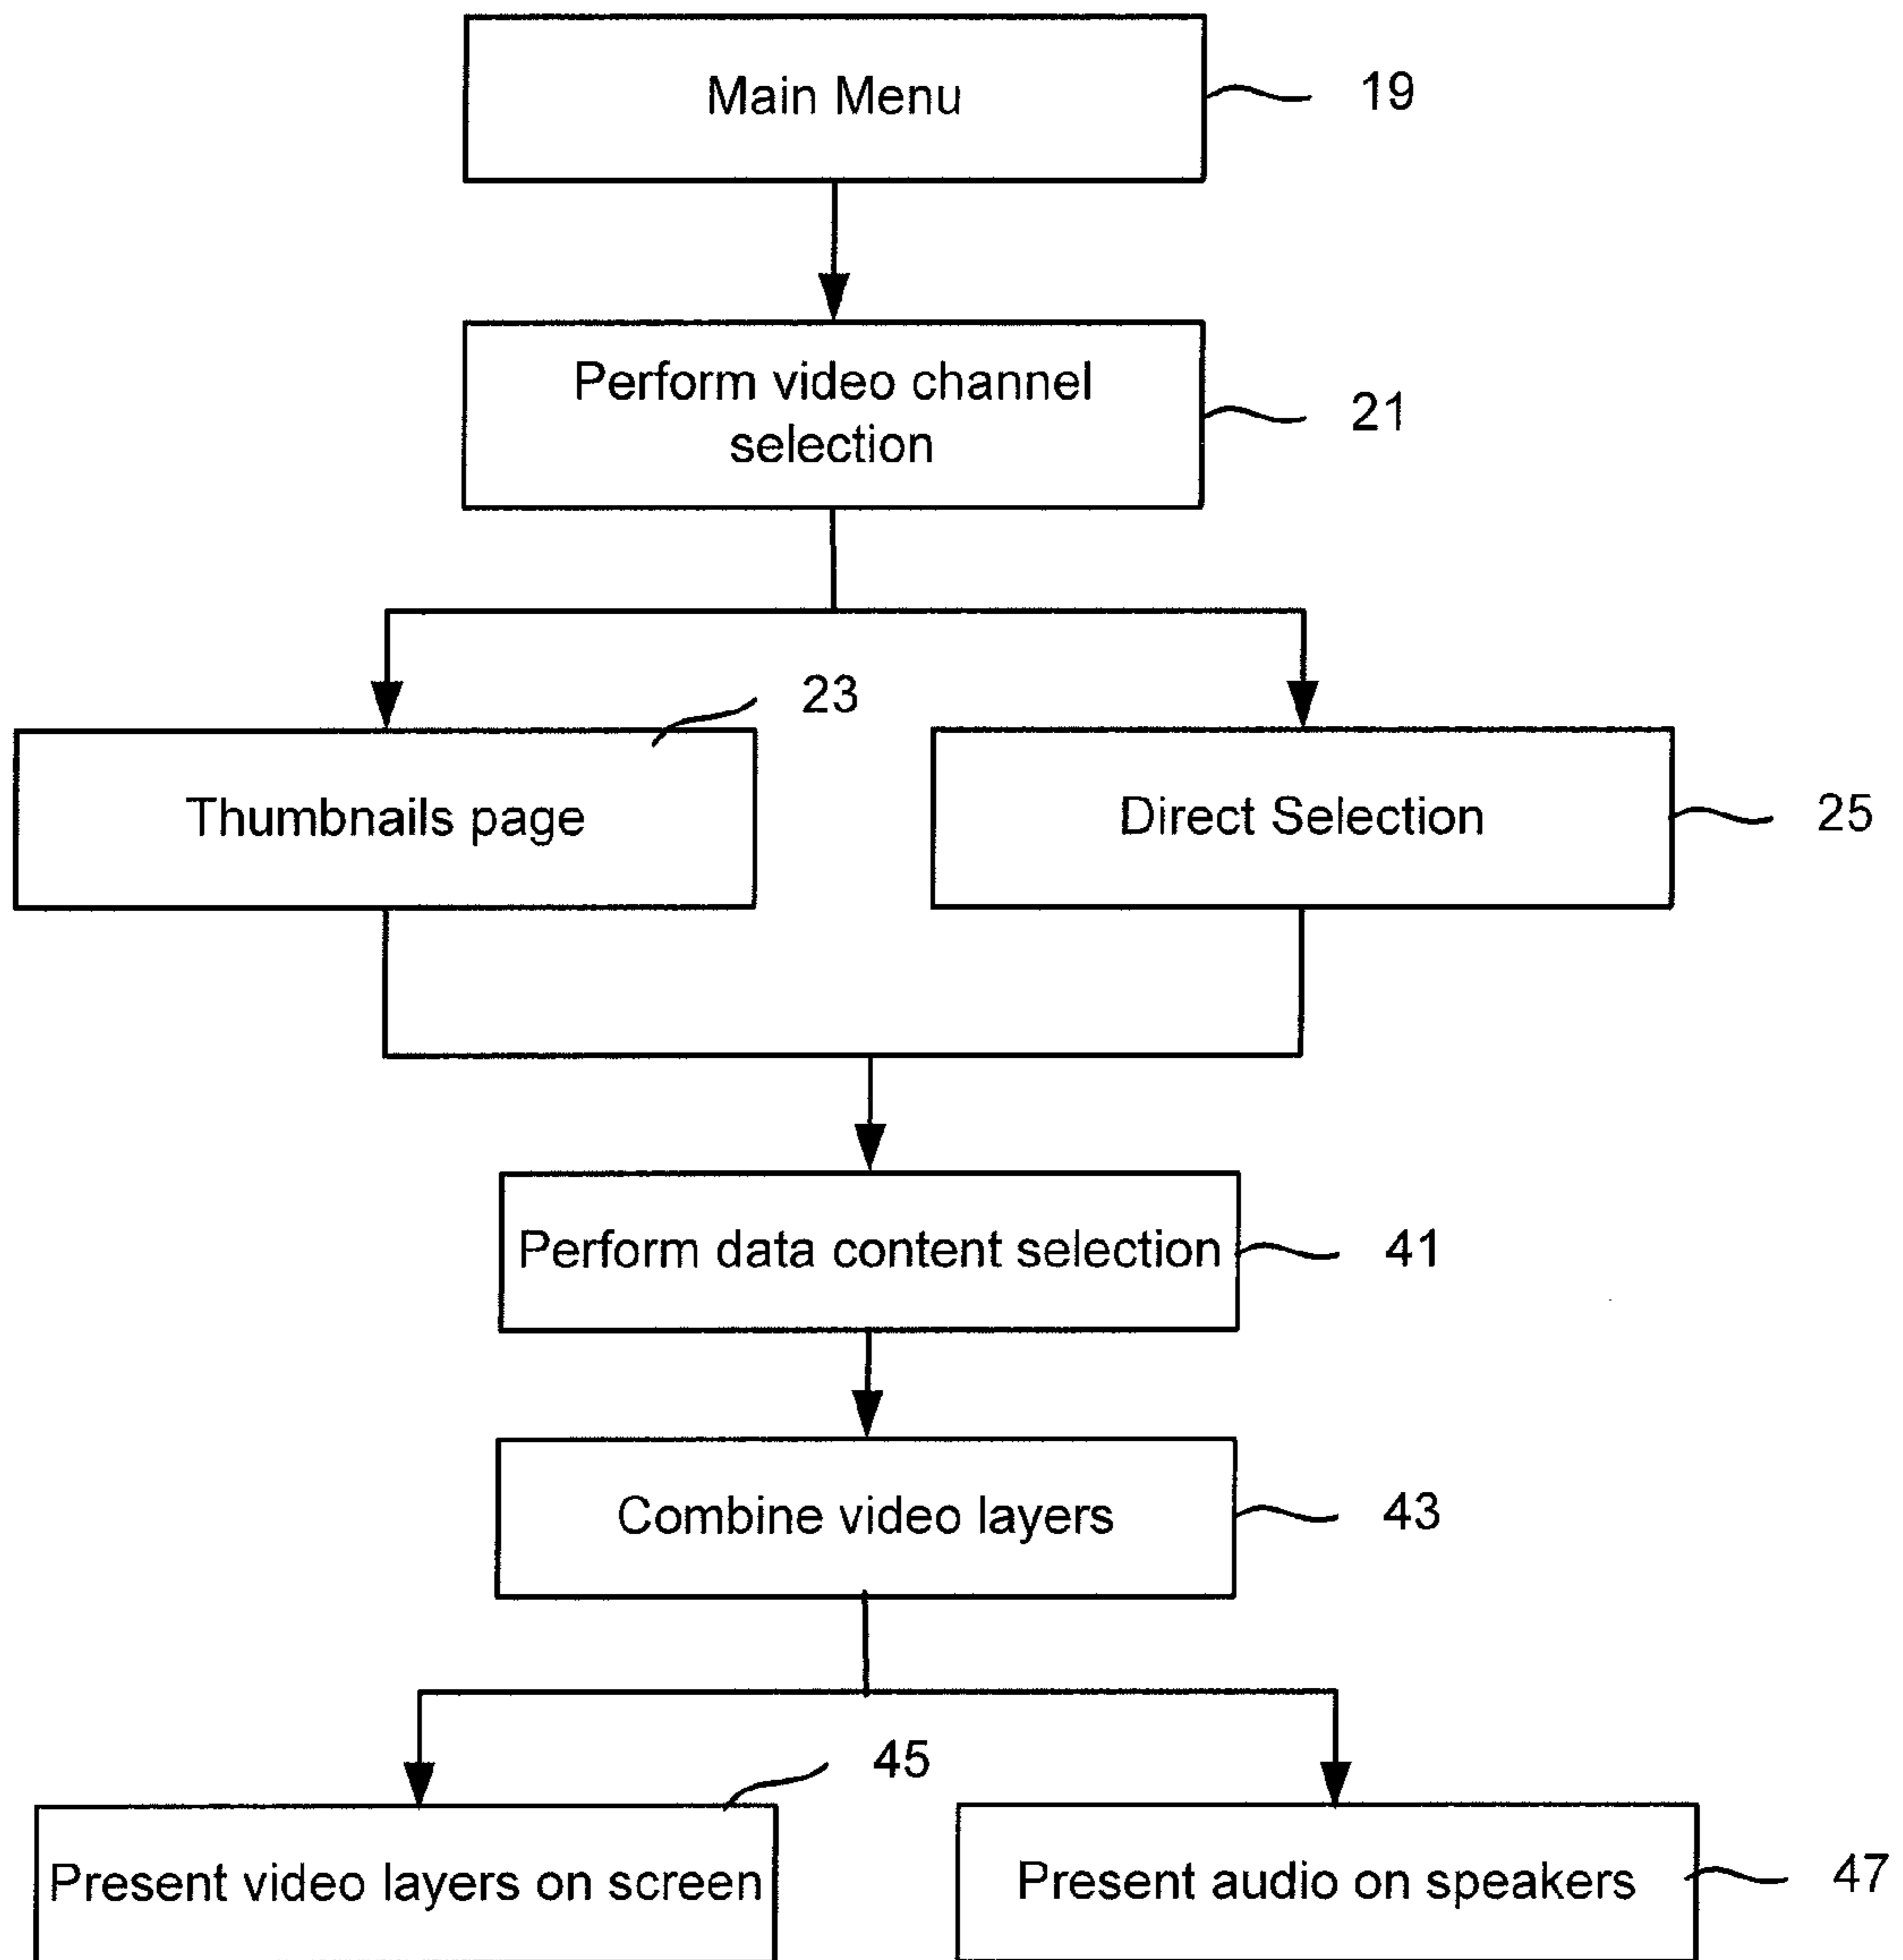 Main Menu
19
Perform video channel
selection
21
23
Thumbnails page
Direct Selection
25
Perform data content selection
41
Combine video layers
43
45
Present video layers on screen
Present audio on speakers
47